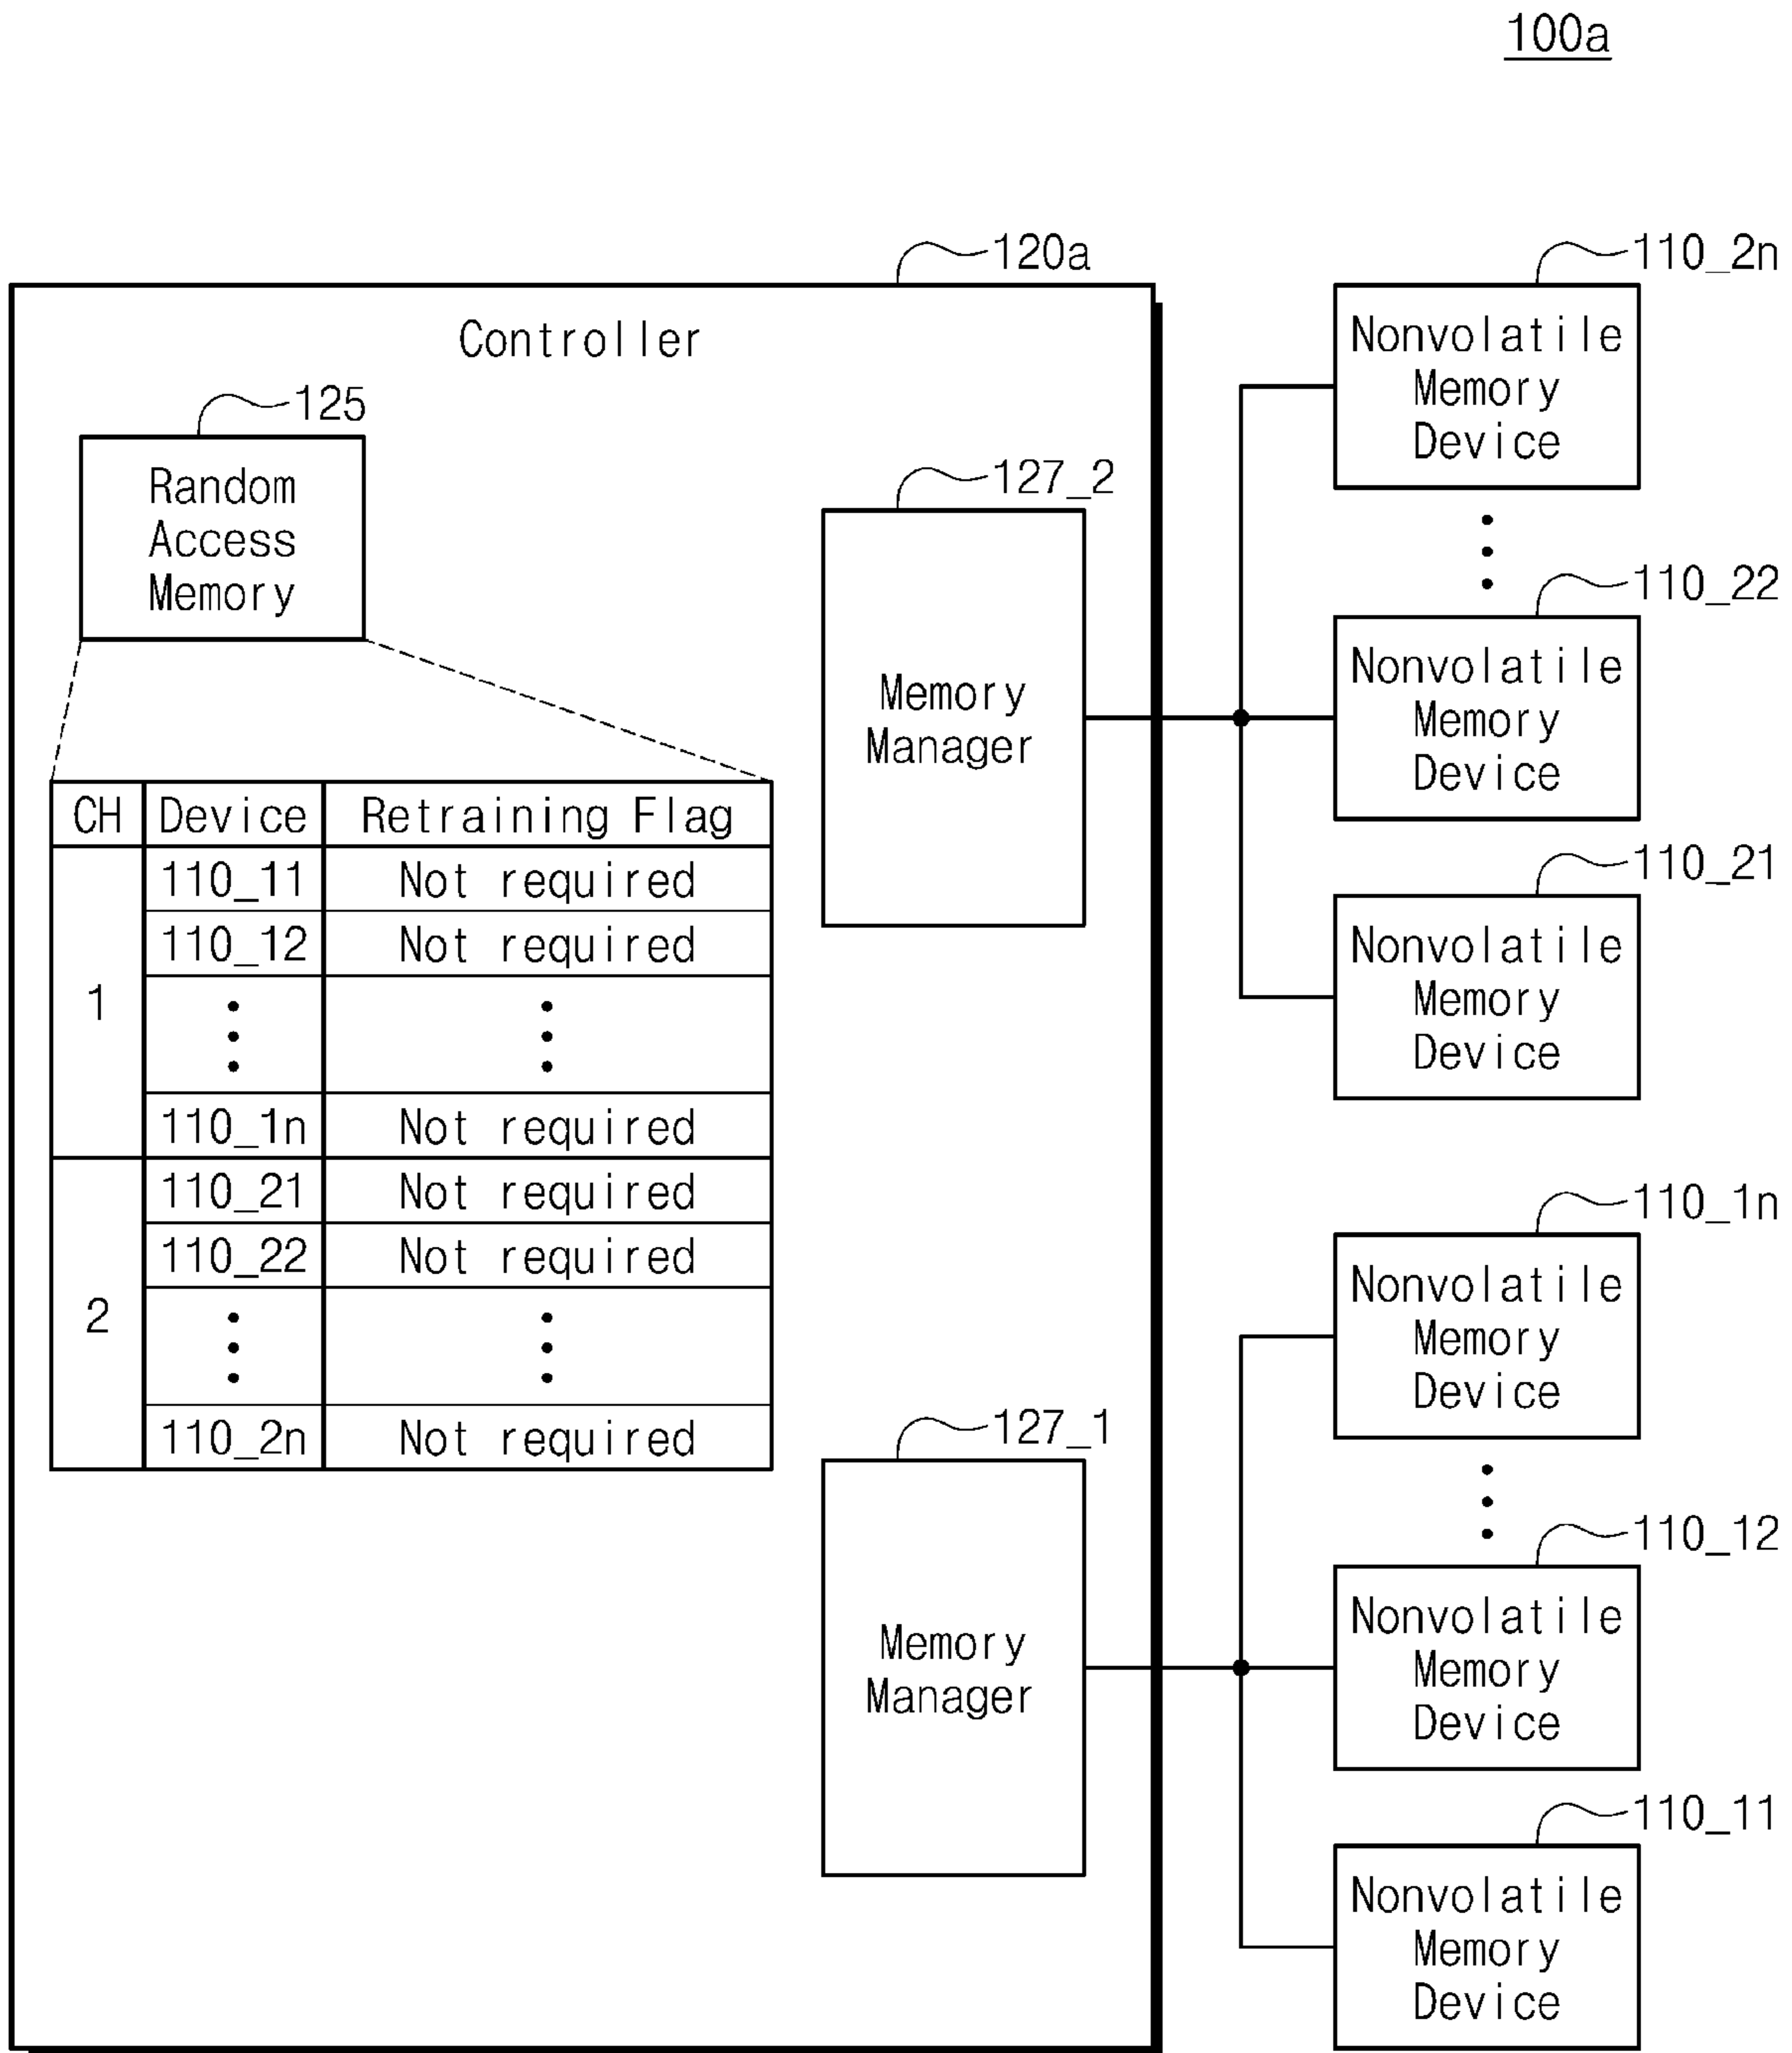 100a
120a
Controller
125
Random
Access
Memory
127_2
Memory
Manager
CH Device Retraining Flag
1
110_11 Not required
110_12 Not required
110_1n Not required
2
110_21 Not required
110_22 Not required
110_2n Not required
127_1
Memory
Manager
110_2n
Nonvolatile
Memory
Device
110_22
Nonvolatile
Memory
Device
110_21
Nonvolatile
Memory
Device
110_1n
Nonvolatile
Memory
Device
110_12
Nonvolatile
Memory
Device
110_11
Nonvolatile
Memory
Device